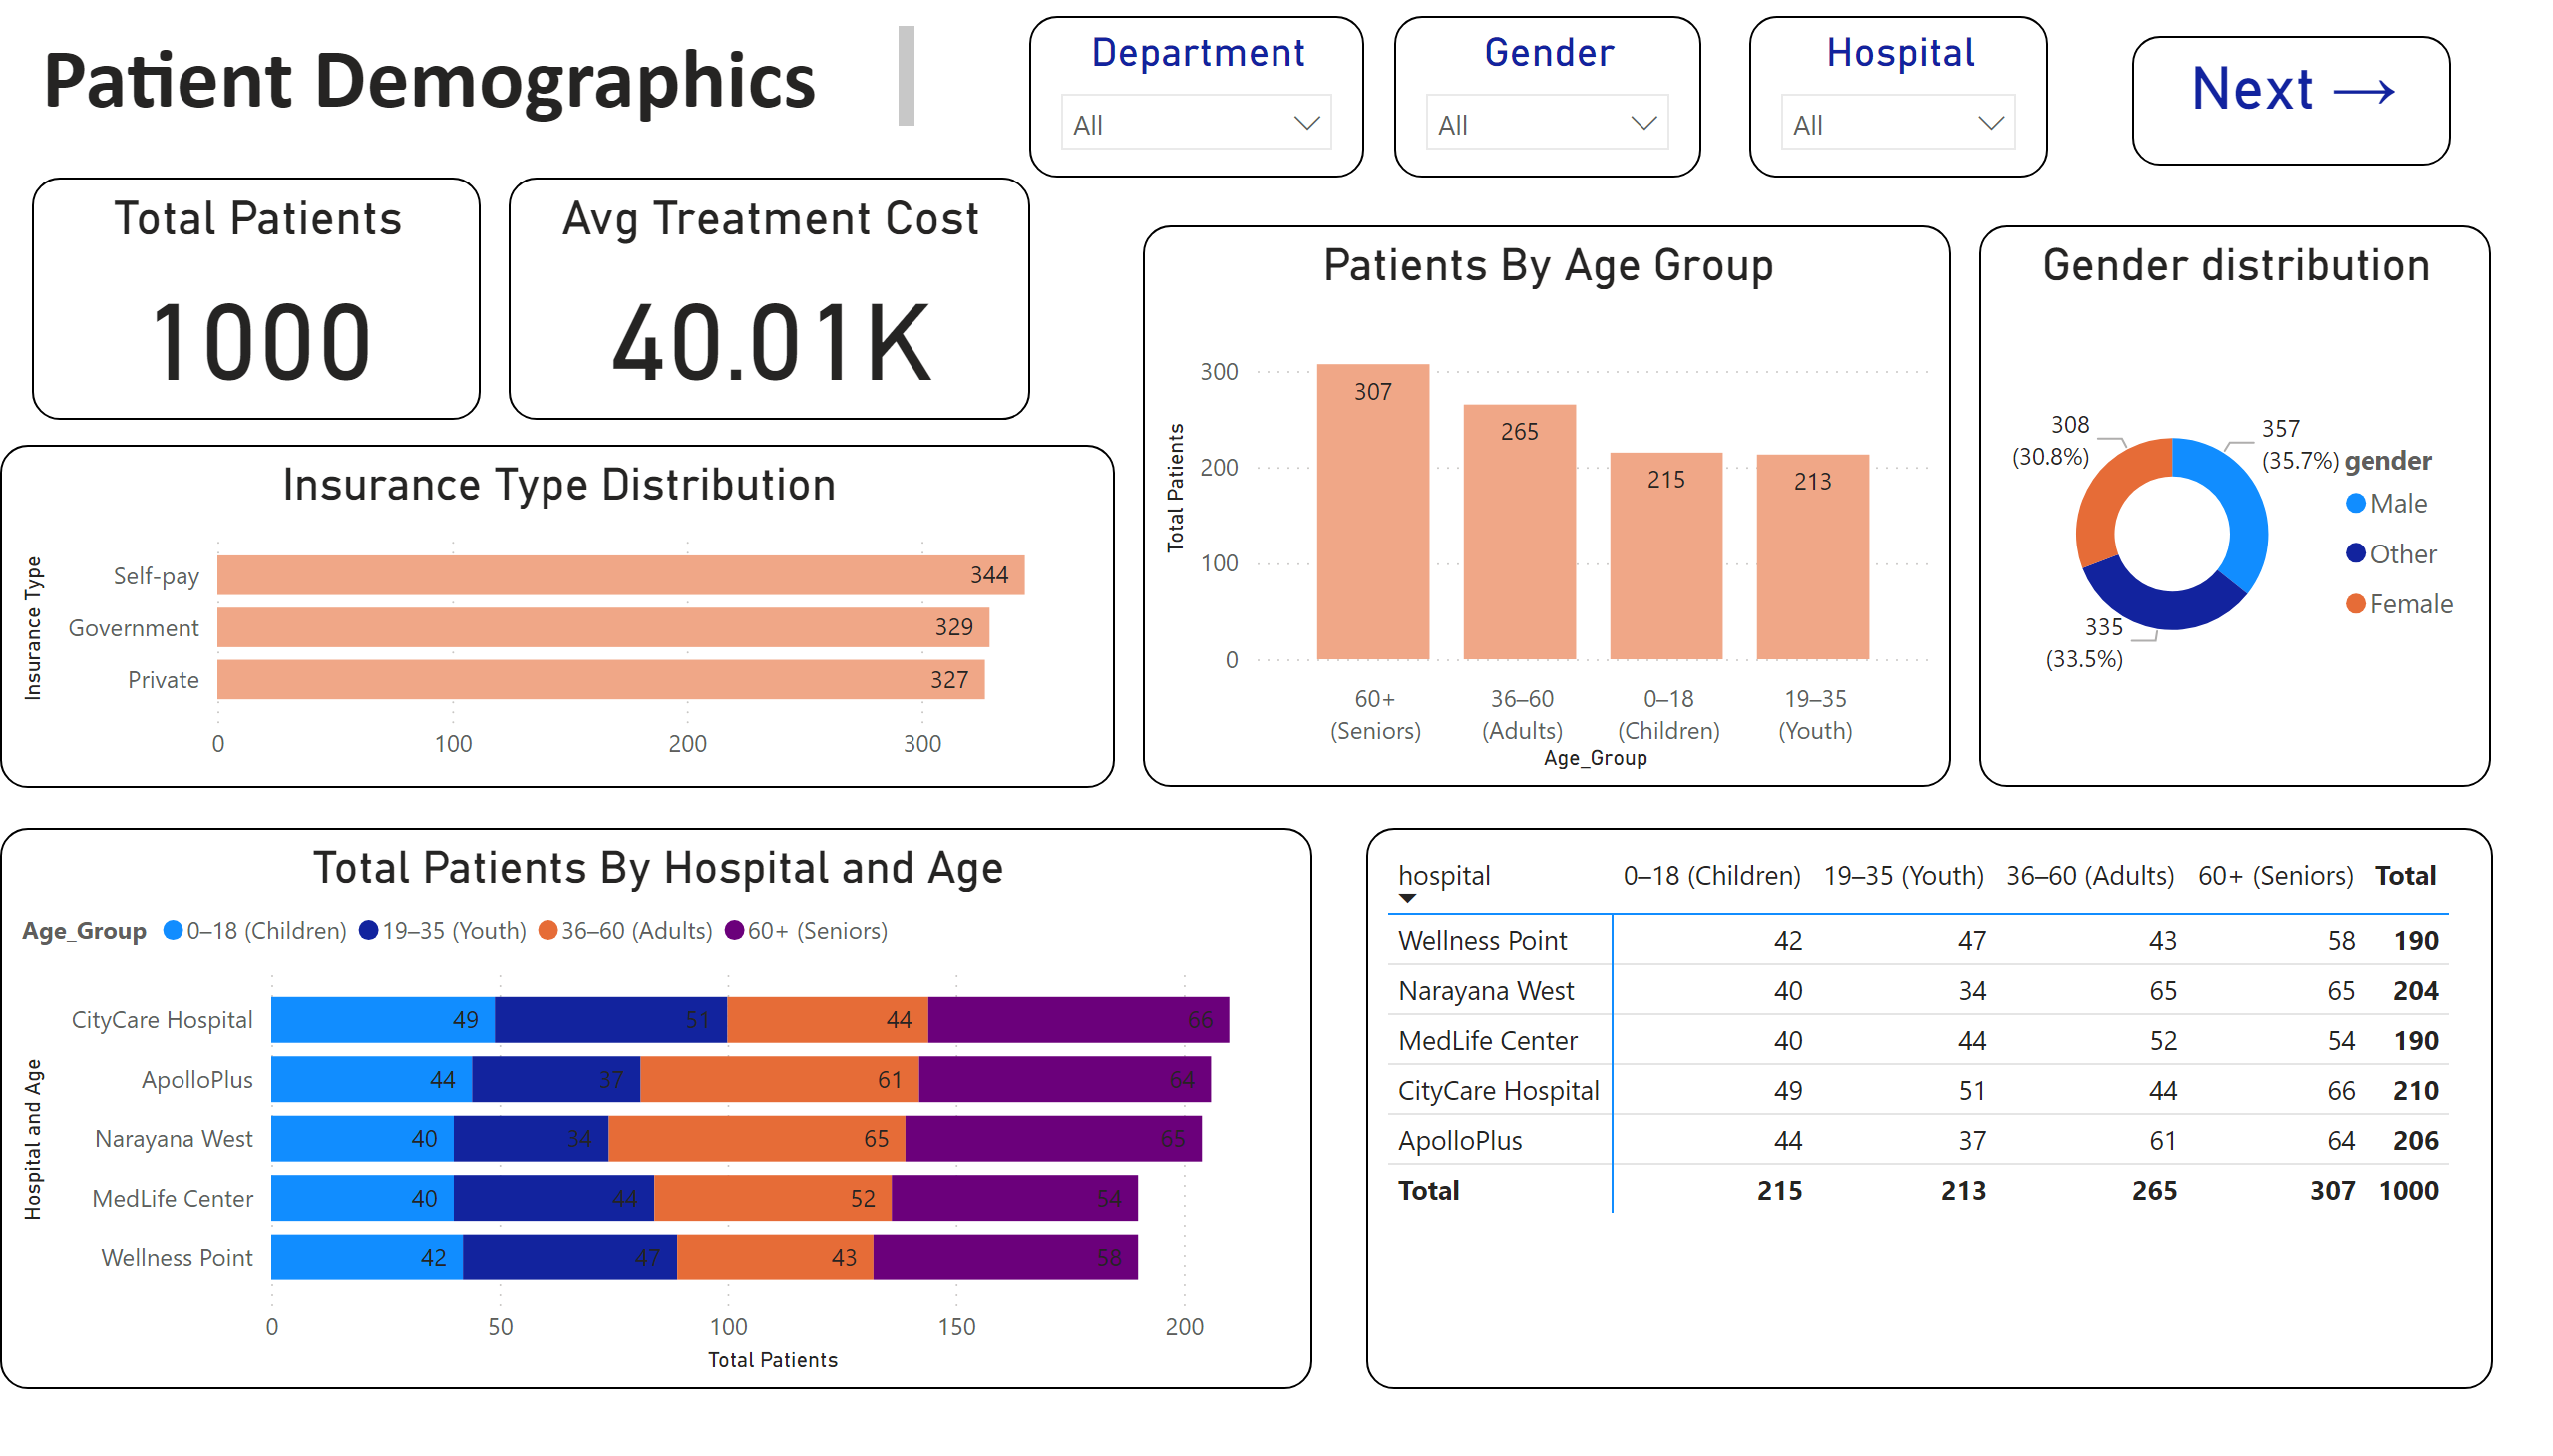 Patient Demographics
Department
All
Gender
All
Hospital
All
Next →
Total Patients
1000
Avg Treatment Cost
40.01K
Insurance Type Distribution
Insurance Type
Self-pay 344
Government 329
Private 327
0 100 200 300
Patients By Age Group
Total Patients
300
200
100
0
307 265 215 213
60+ 36–60 0–18 19–35
(Seniors) (Adults) (Children) (Youth)
Age_Group
Gender distribution
308
(30.8%)
357
(35.7%)
335
(33.5%)
gender
Male
Other
Female
Total Patients By Hospital and Age
Age_Group 0–18 (Children) 19–35 (Youth) 36–60 (Adults) 60+ (Seniors)
Hospital and Age
CityCare Hospital 49 51 44 66
ApolloPlus 44 37 61 64
Narayana West 40 34 65 65
MedLife Center 40 44 52 54
Wellness Point 42 47 43 58
0 50 100 150 200
Total Patients
hospital 0–18 (Children) 19–35 (Youth) 36–60 (Adults) 60+ (Seniors) Total
Wellness Point 42 47 43 58 190
Narayana West 40 34 65 65 204
MedLife Center 40 44 52 54 190
CityCare Hospital 49 51 44 66 210
ApolloPlus 44 37 61 64 206
Total 215 213 265 307 1000